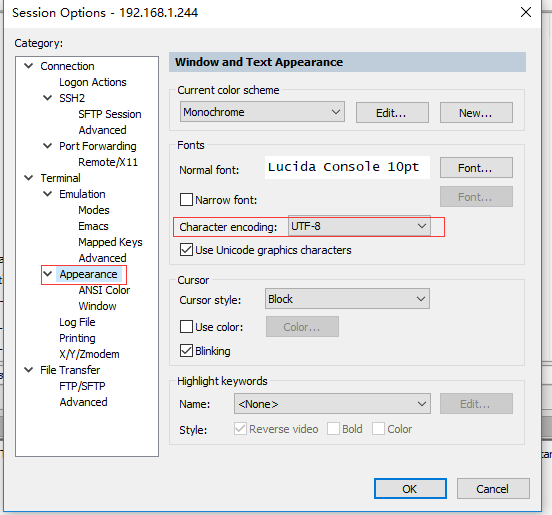 Session Options - 192.168.1.244
Category:
Connection
Logon Actions
SSH2
SFTP Session
Advanced
Port Forwarding
Remote/X11
Terminal
Emulation
Modes
Emacs
Mapped Keys
Advanced
Appearance
ANSI Color
Window
Log File
Printing
X/Y/Zmodem
File Transfer
FTP/SFTP
Advanced
Window and Text Appearance
Current color scheme
Monochrome Edit... New...
Fonts
Normal font: Lucida Console 10pt Font...
Narrow font: Font...
Character encoding: UTF-8
Use Unicode graphics characters
Cursor
Cursor style: Block
Use color: Color...
Blinking
Highlight keywords
Name: <None> Edit...
Style: Reverse video Bold Color
OK Cancel